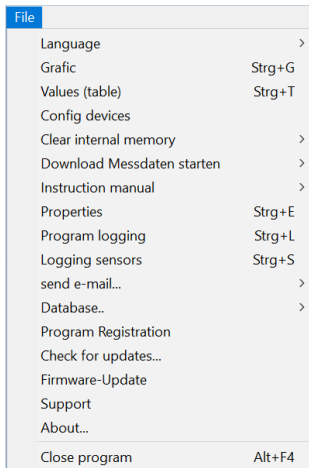 File
Language
Grafic Strg+G
Values (table) Strg+T
Config devices
Clear internal memory
Download Messdaten starten
Instruction manual
Properties Strg+E
Program logging Strg+L
Logging sensors Strg+S
send e-mail...
Database..
Program Registration
Check for updates...
Firmware-Update
Support
About...
Close program Alt+F4